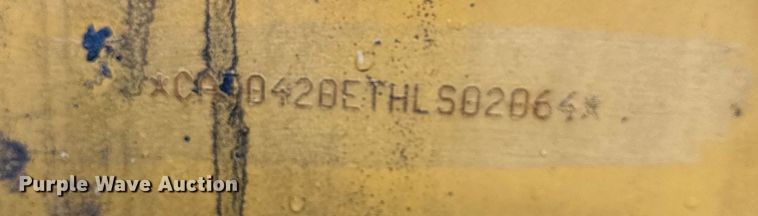 *CAT0420ETHLS02064*
Purple Wave Auction